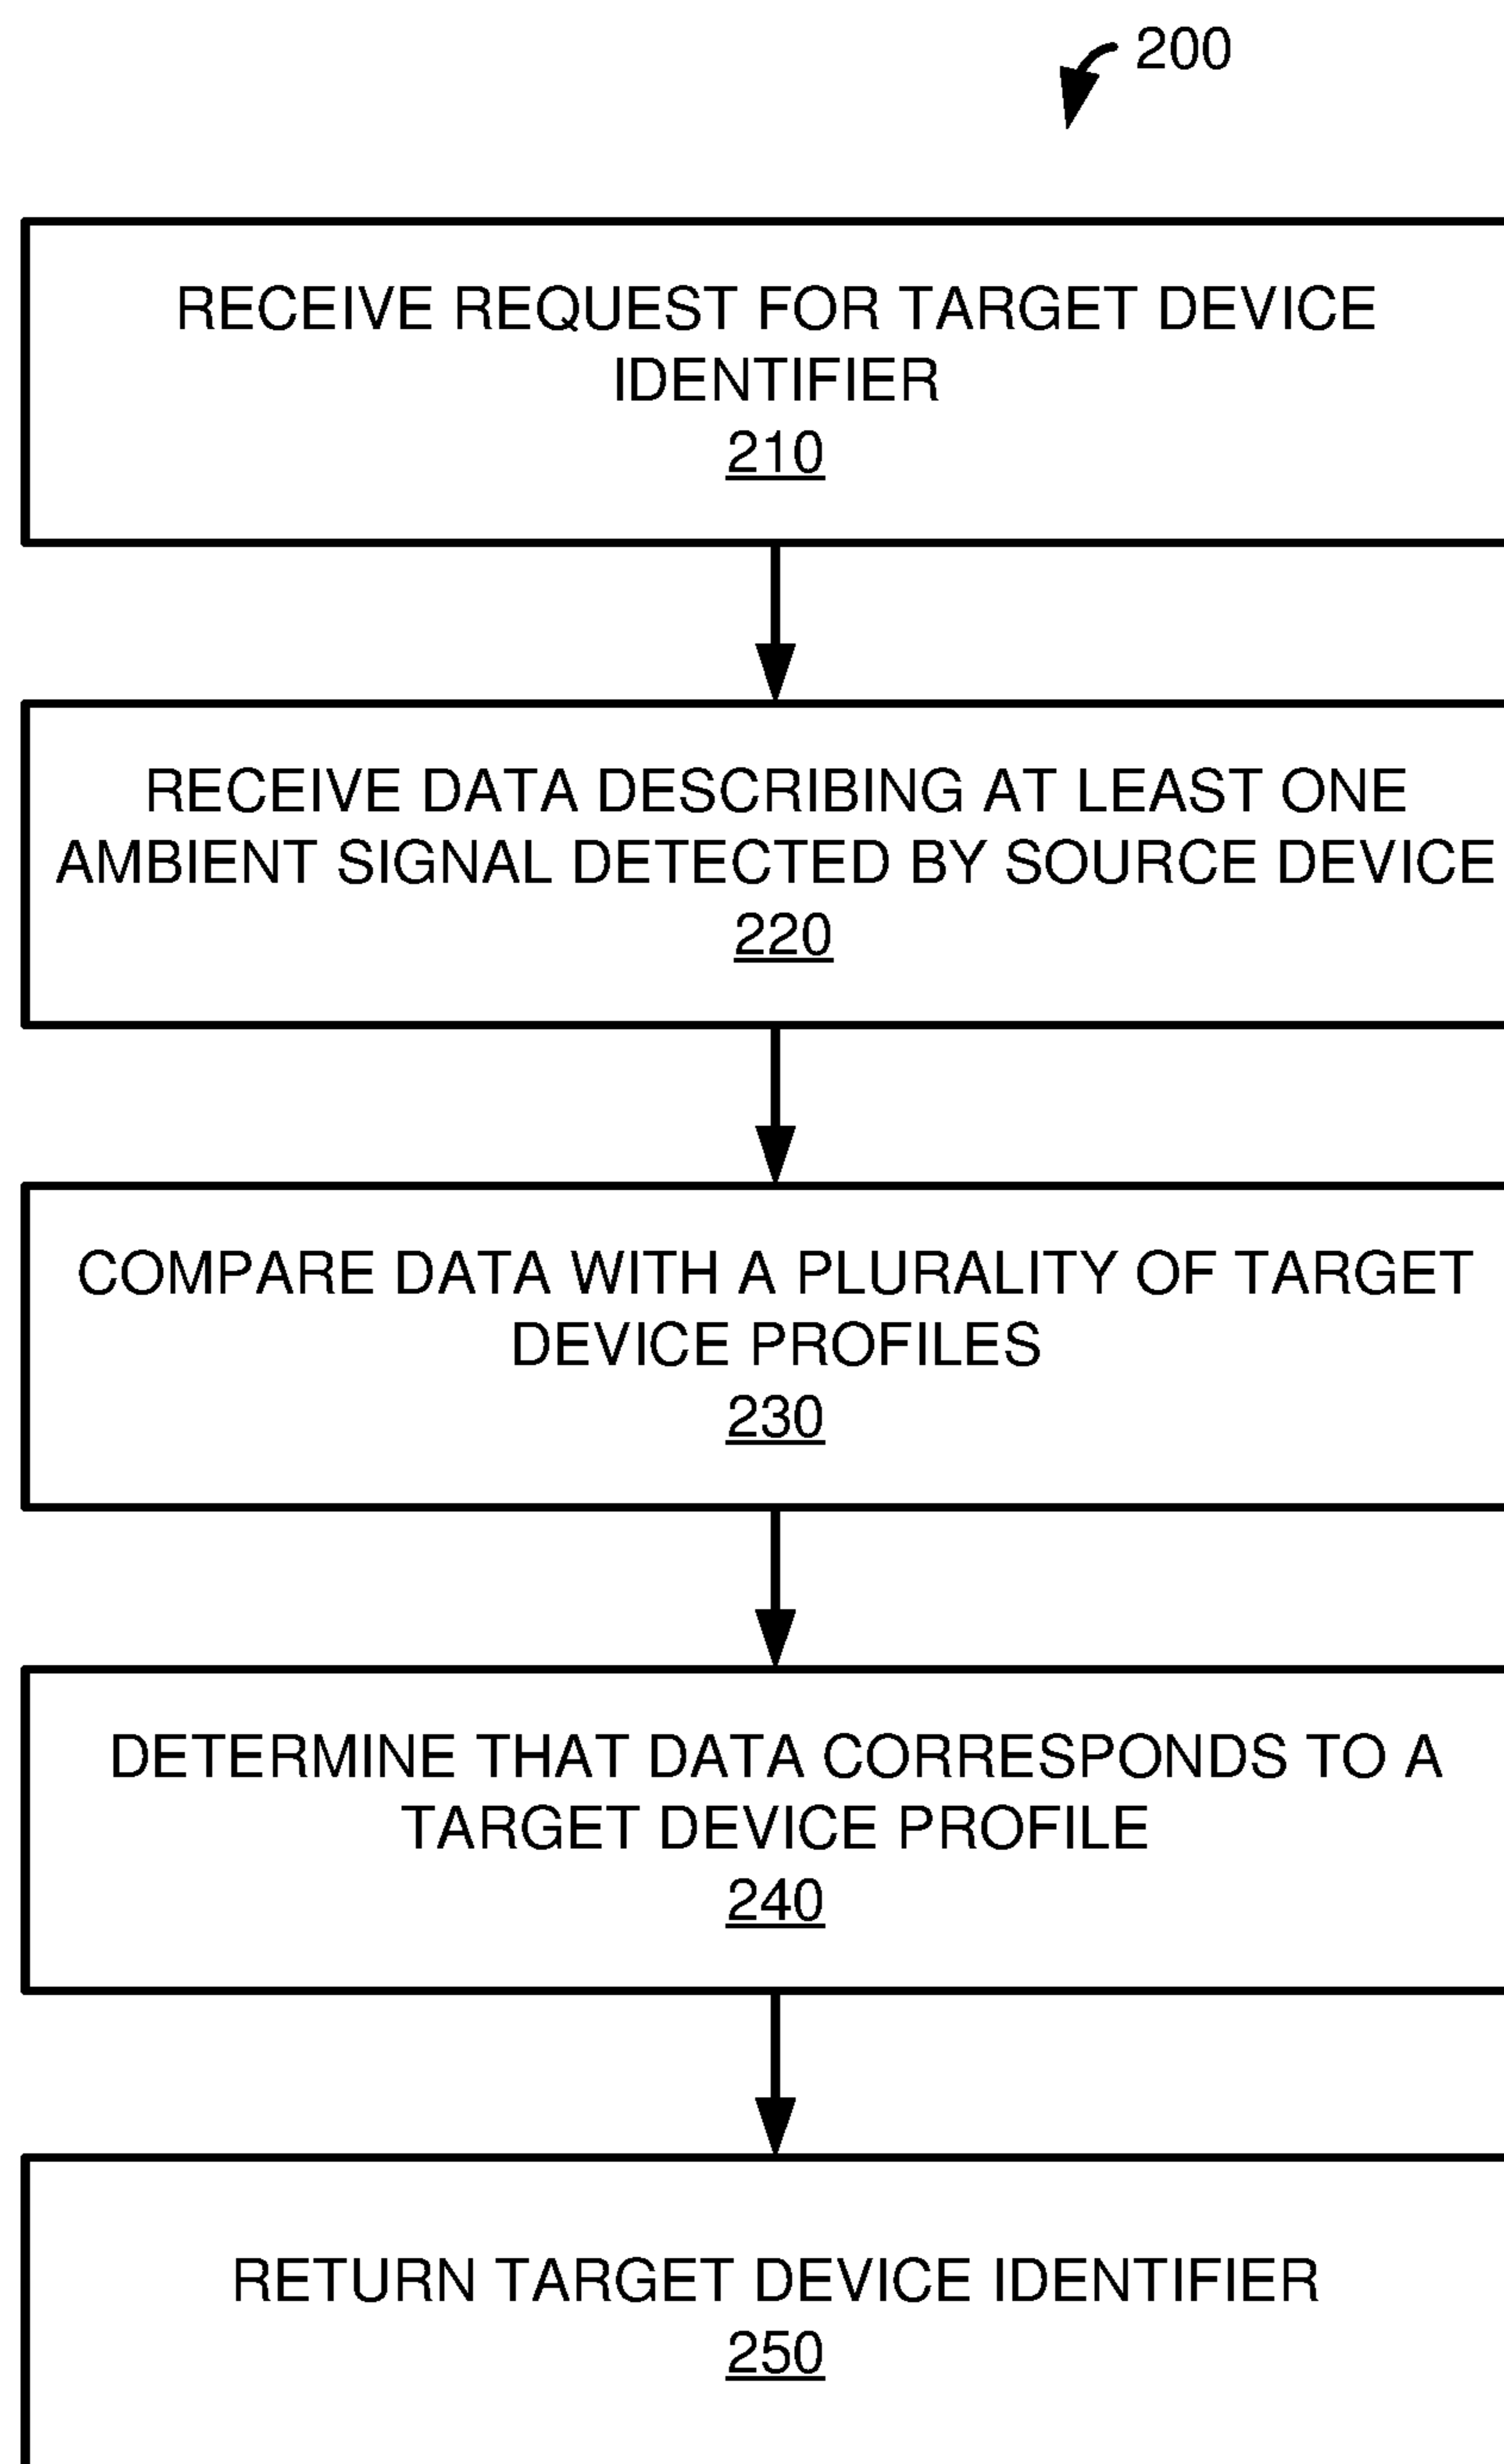 200
RECEIVE REQUEST FOR TARGET DEVICE
IDENTIFIER
210
RECEIVE DATA DESCRIBING AT LEAST ONE
AMBIENT SIGNAL DETECTED BY SOURCE DEVICE
220
COMPARE DATA WITH A PLURALITY OF TARGET
DEVICE PROFILES
230
DETERMINE THAT DATA CORRESPONDS TO A
TARGET DEVICE PROFILE
240
RETURN TARGET DEVICE IDENTIFIER
250